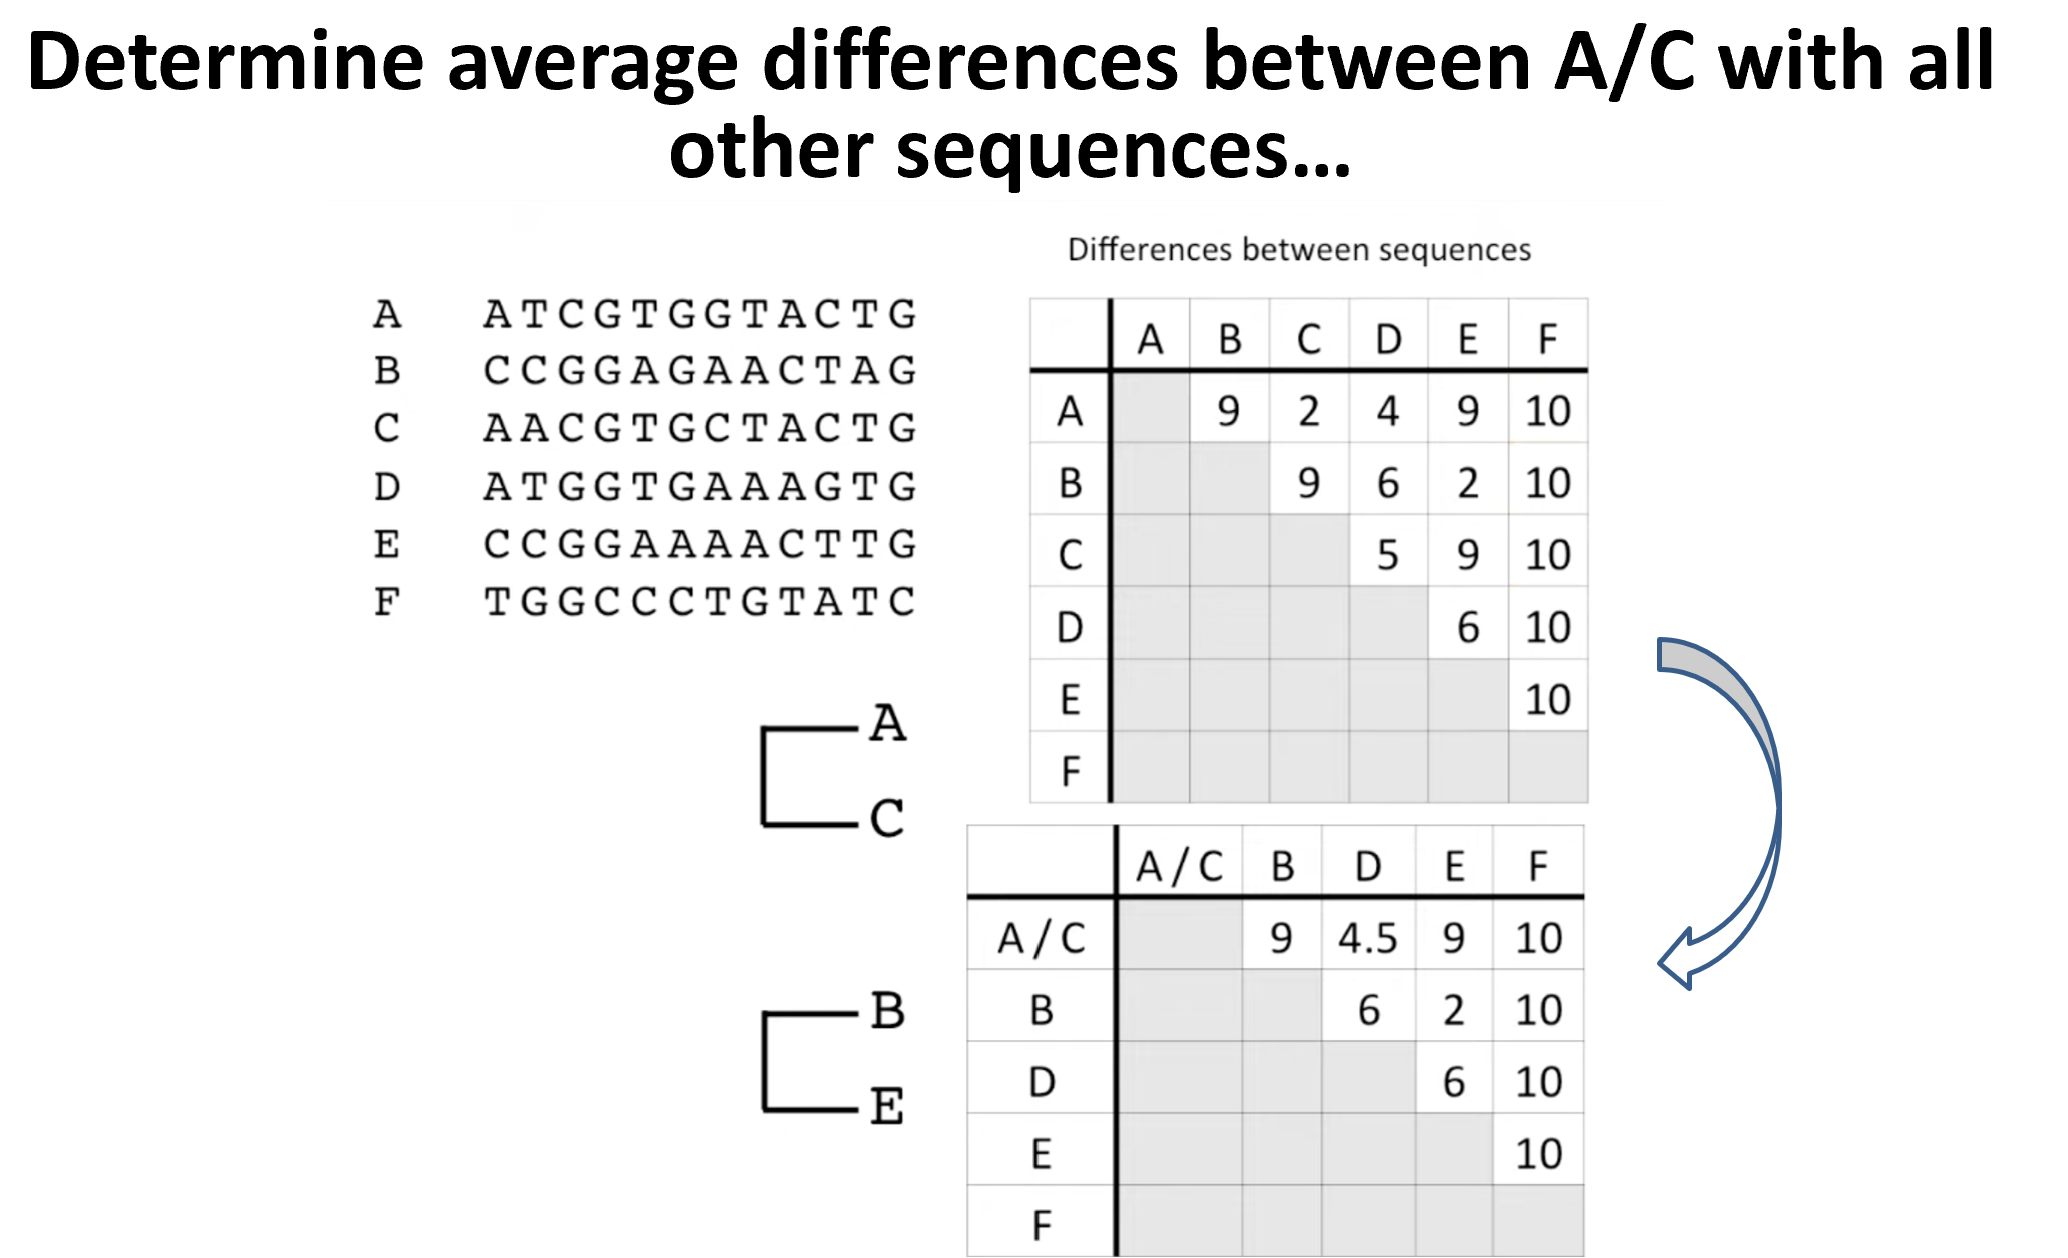 Determine average differences between A/C with all
other sequences...
Differences between sequences
A ATCGTGGTACTG
B CCGGAGAACTAG
C AACGTGCTACTG
D ATGGTGAAAGTG
E CCGGAAAACTTG
F TGGCCCTGTATC
A B C D E F
A 9 2 4 9 10
B 9 6 2 10
C 5 9 10
D 6 10
E 10
F
A
C
B
E
A/C B D E F
A/C 9 4.5 9 10
B 6 2 10
D 6 10
E 10
F